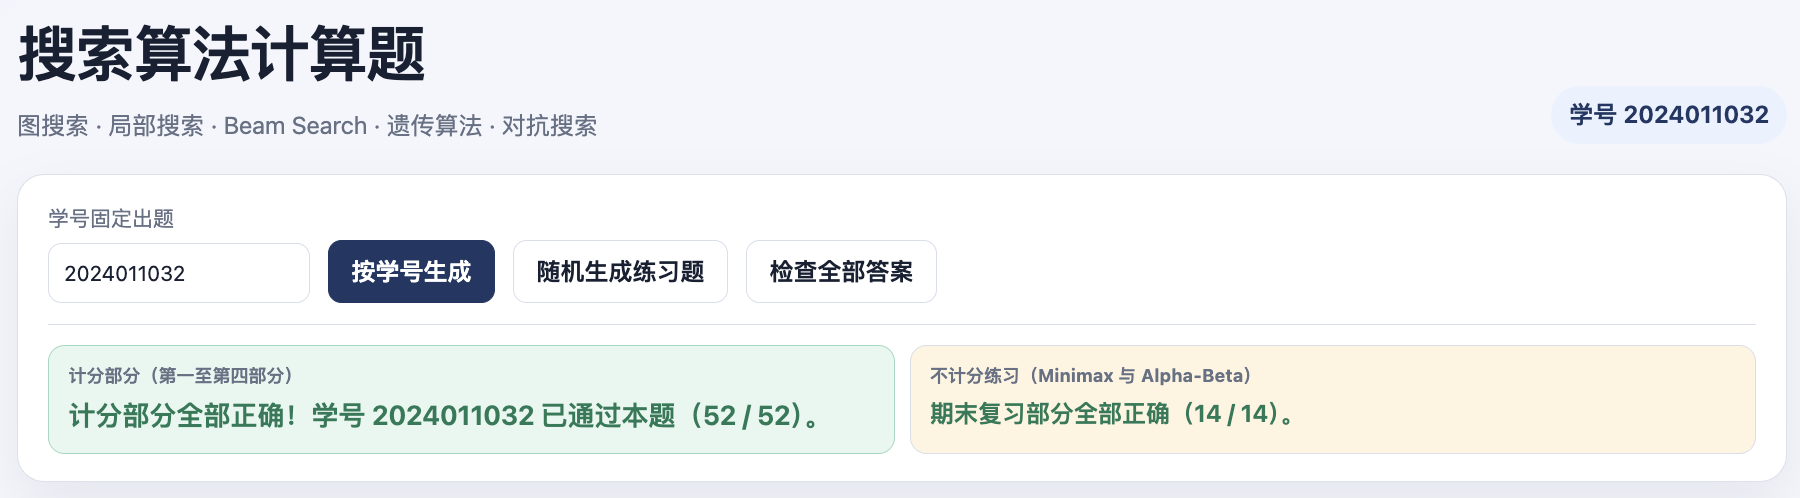 搜索算法计算题
图搜索 · 局部搜索 · Beam Search · 遗传算法 · 对抗搜索
学号 2024011032
学号固定出题
2024011032
按学号生成
随机生成练习题
检查全部答案
计分部分（第一至第四部分）
计分部分全部正确！学号 2024011032 已通过本题（52 / 52）。
不计分练习（Minimax 与 Alpha-Beta）
期末复习部分全部正确（14 / 14）。